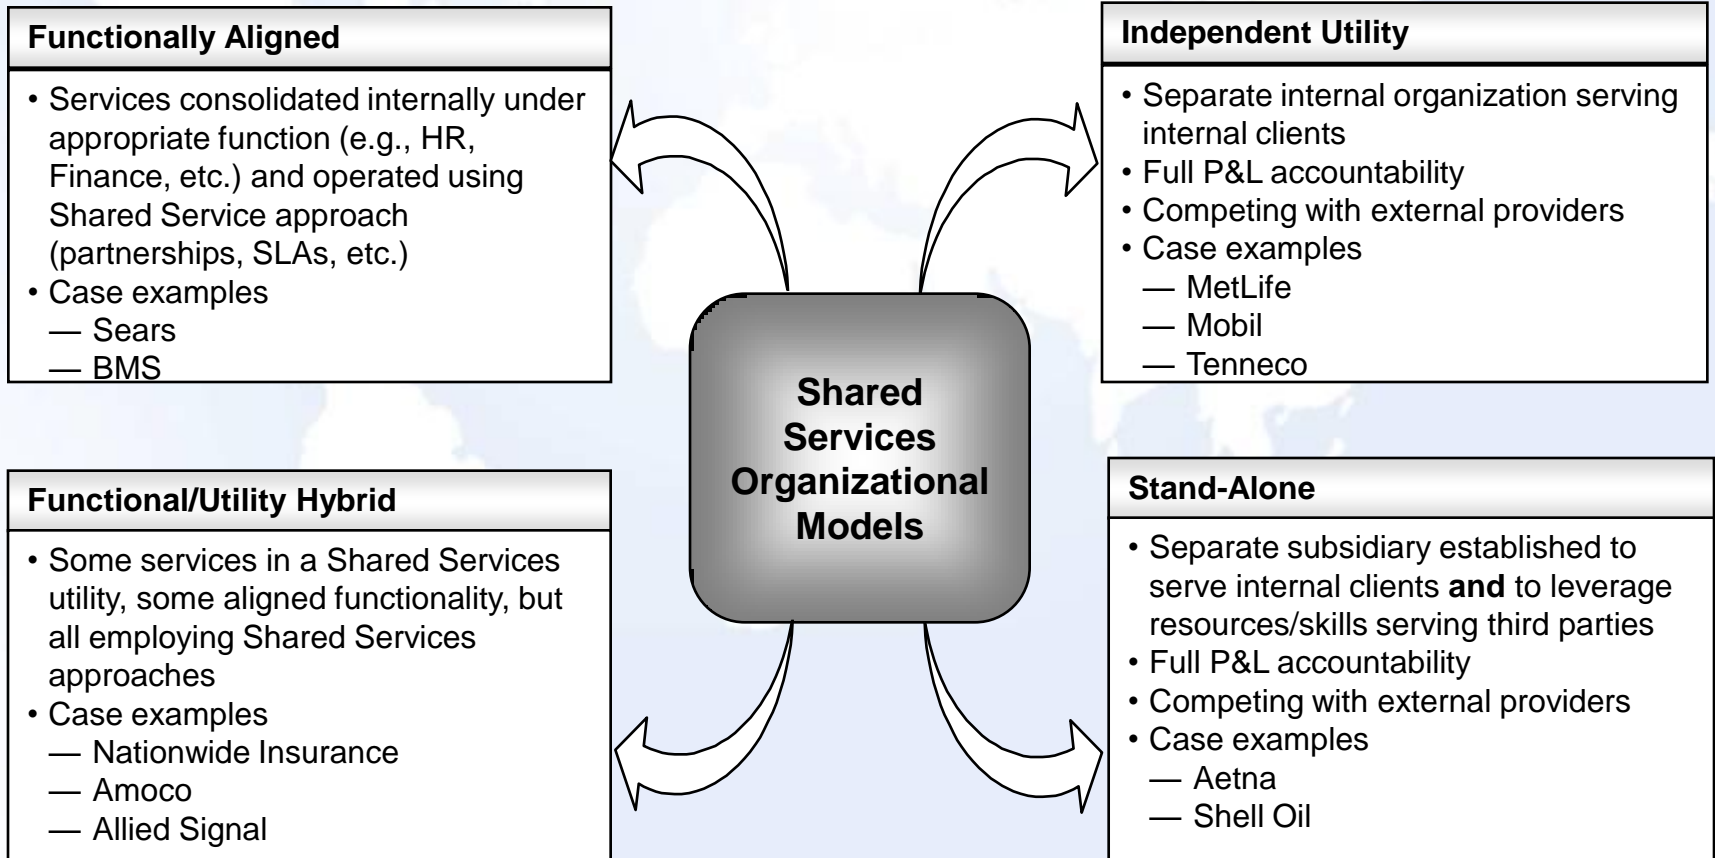 Functionally Aligned
• Services consolidated internally under
appropriate function (e.g., HR,
Finance, etc.) and operated using
Shared Service approach
(partnerships, SLAs, etc.)
• Case examples
— Sears
— BMS
Independent Utility
• Separate internal organization serving
internal clients
• Full P&L accountability
• Competing with external providers
• Case examples
— MetLife
— Mobil
— Tenneco
Shared
Services
Organizational
Models
Functional/Utility Hybrid
• Some services in a Shared Services
utility, some aligned functionality, but
all employing Shared Services
approaches
• Case examples
— Nationwide Insurance
— Amoco
— Allied Signal
Stand-Alone
• Separate subsidiary established to
serve internal clients and to leverage
resources/skills serving third parties
• Full P&L accountability
• Competing with external providers
• Case examples
— Aetna
— Shell Oil